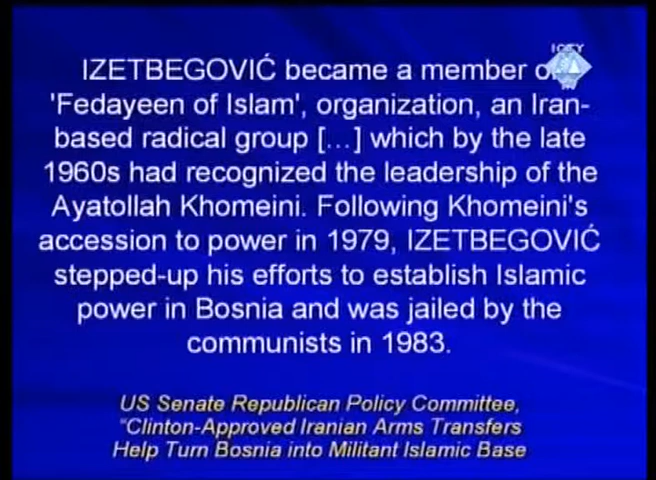 ICTY
IZETBEGOVIĆ became a member of
'Fedayeen of Islam', organization, an Iran-
based radical group [...] which by the late
1960s had recognized the leadership of the
Ayatollah Khomeini. Following Khomeini's
accession to power in 1979, IZETBEGOVIĆ
stepped-up his efforts to establish Islamic
power in Bosnia and was jailed by the
communists in 1983.
US Senate Republican Policy Committee,
"Clinton-Approved Iranian Arms Transfers
Help Turn Bosnia into Militant Islamic Base